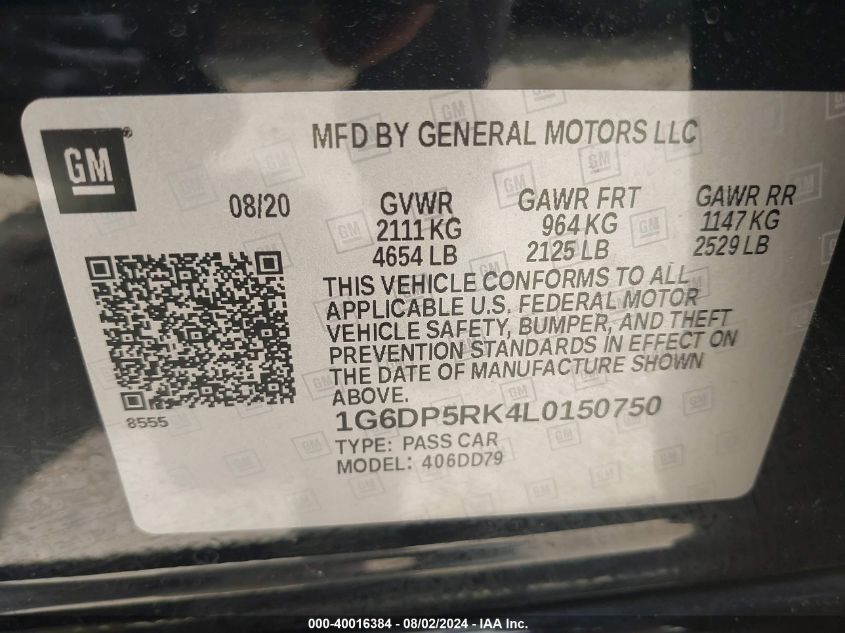 GM®
MFD BY GENERAL MOTORS LLC
08/20
GVWR
2111 KG
4654 LB
GAWR FRT
964 KG
2125 LB
GAWR RR
1147 KG
2529 LB
THIS VEHICLE CONFORMS TO ALL
APPLICABLE U.S. FEDERAL MOTOR
VEHICLE SAFETY, BUMPER, AND THEFT
PREVENTION STANDARDS IN EFFECT ON
THE DATE OF MANUFACTURE SHOWN
ABOVE.
8555
1G6DP5RK4L0150750
TYPE: PASS CAR
MODEL: 406DD79
000-40016384 - 08/02/2024 - IAA Inc.